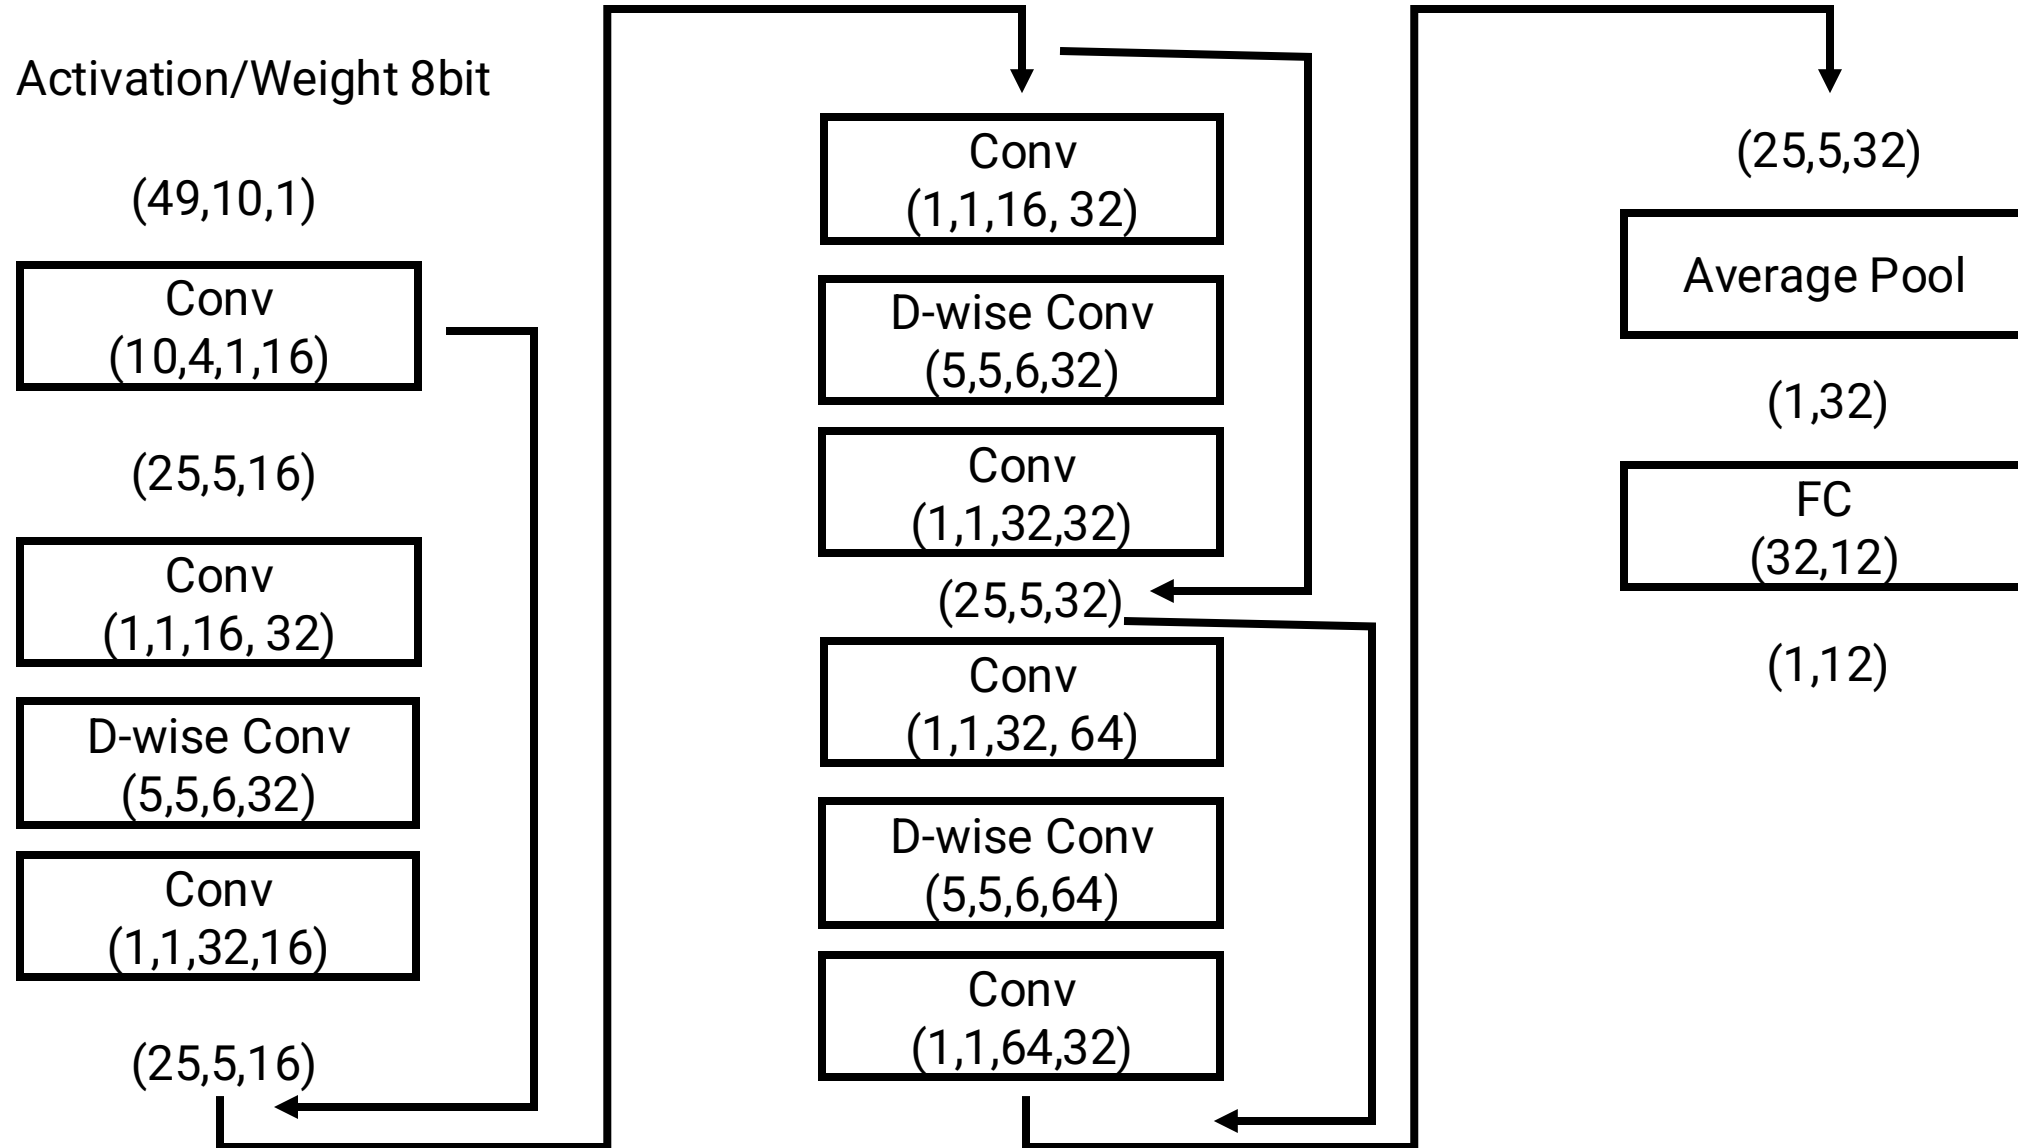 Activation/Weight 8bit
(49,10,1)
Conv
(10,4,1,16)
(25,5,16)
Conv
(1,1,16, 32)
D-wise Conv
(5,5,6,32)
Conv
(1,1,32,16)
(25,5,16)
Conv
(1,1,16, 32)
D-wise Conv
(5,5,6,32)
Conv
(1,1,32,32)
(25,5,32)
Conv
(1,1,32, 64)
D-wise Conv
(5,5,6,64)
Conv
(1,1,64,32)
(25,5,32)
Average Pool
(1,32)
FC
(32,12)
(1,12)